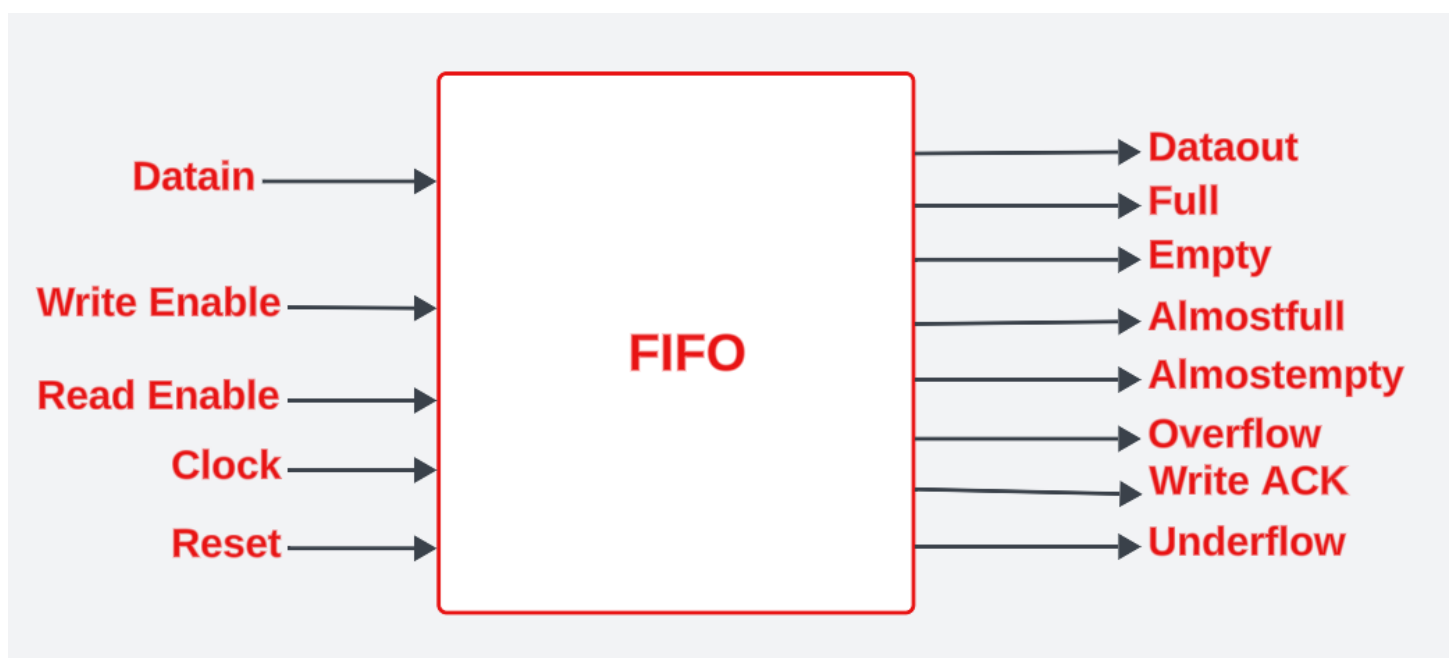 Datain
Write Enable
Read Enable
Clock
Reset
FIFO
Dataout
Full
Empty
Almostfull
Almostempty
Overflow
Write ACK
Underflow